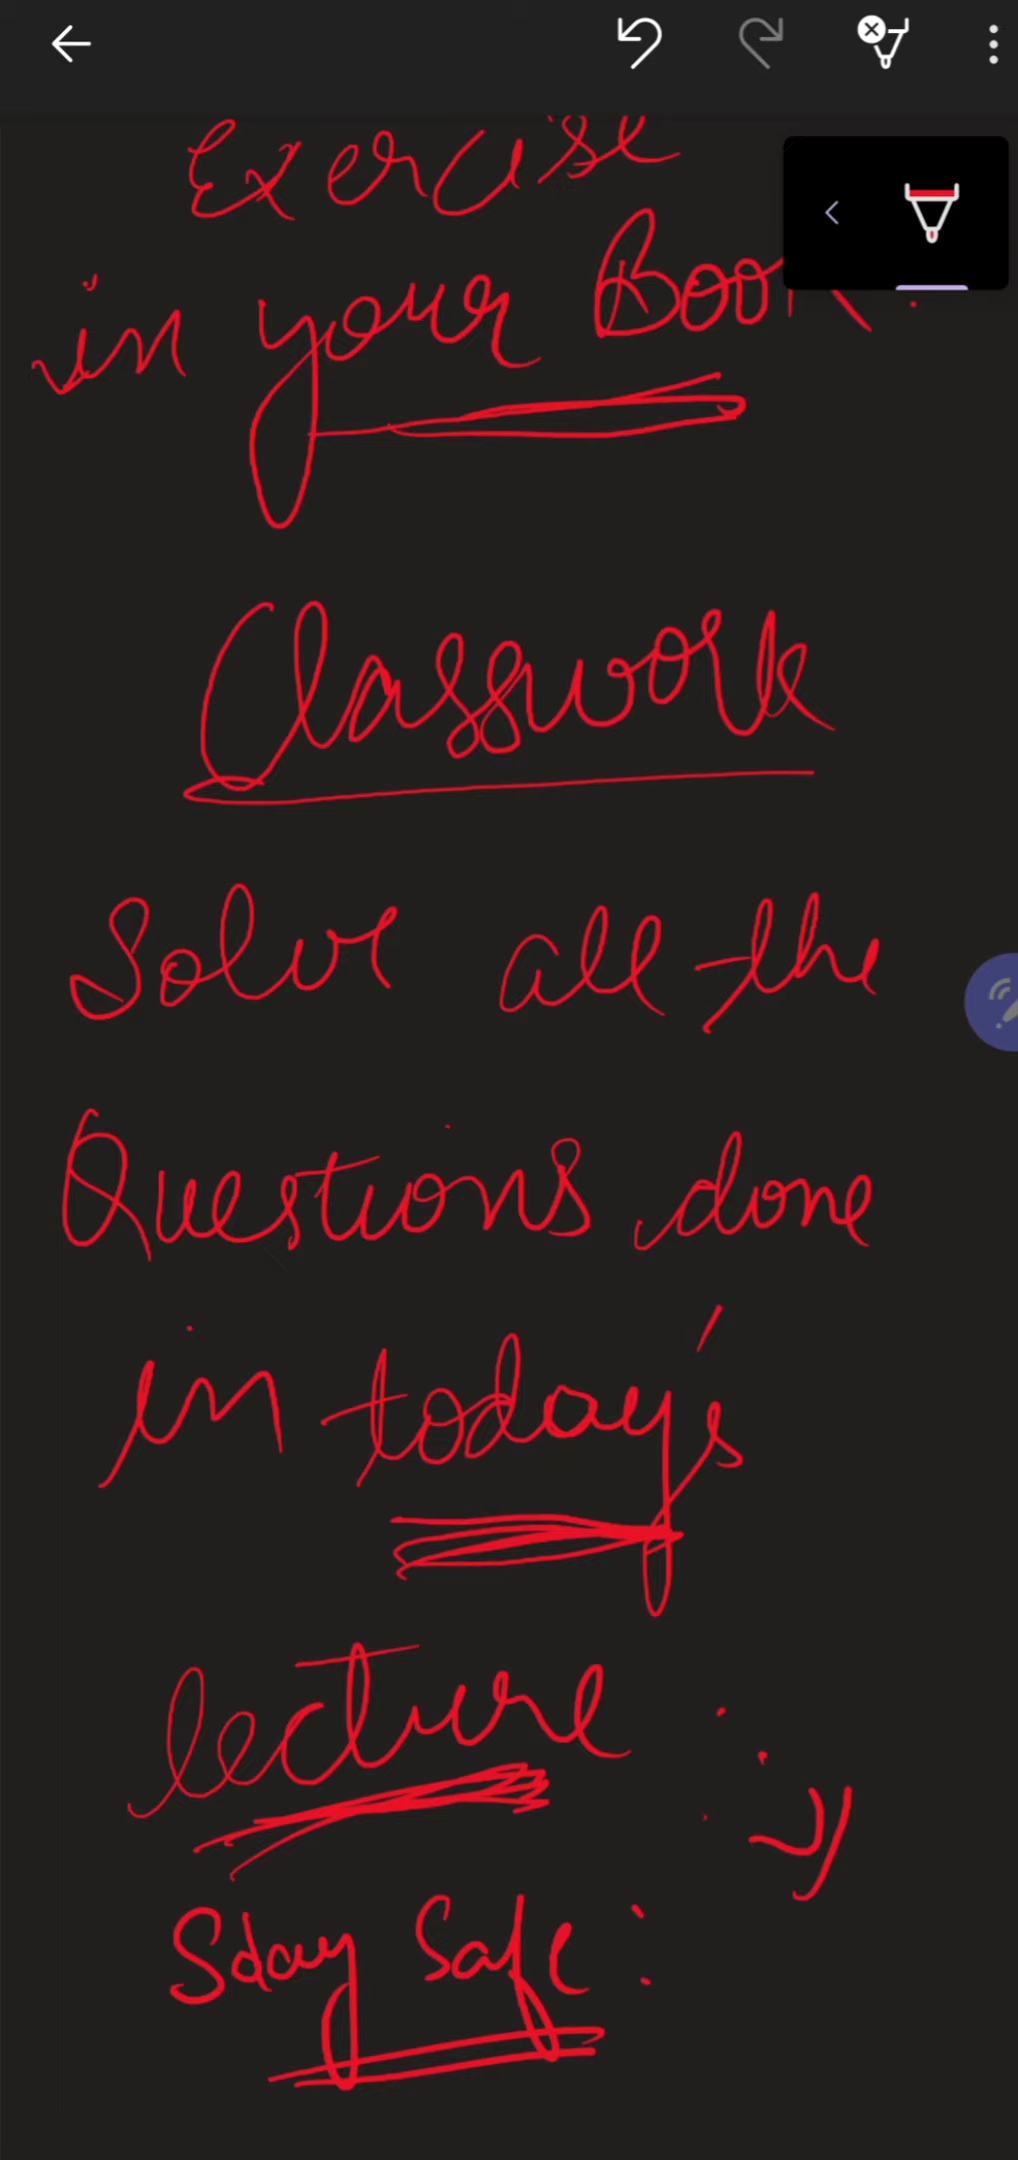 Exercise
in your Book.
Classwork
Solve all the
Questions done
in today's
lecture :
Stay Safe :